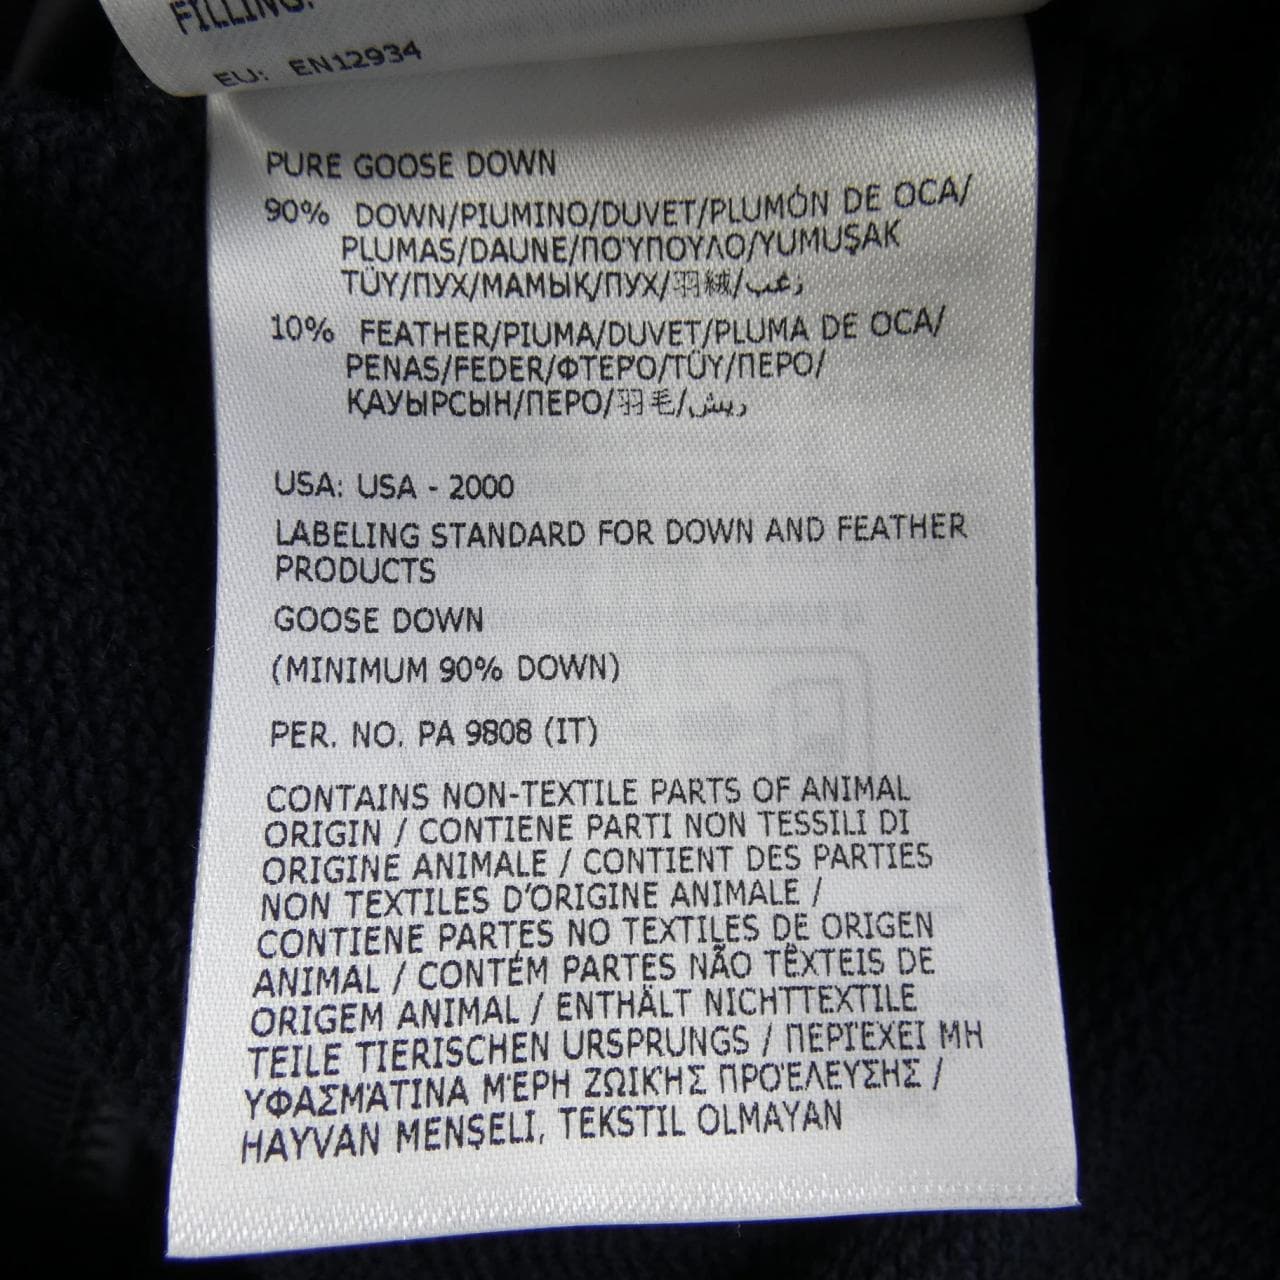 FILLING:
EU: EN12934
PURE GOOSE DOWN
90% DOWN/PIUMINO/DUVET/PLUMÓN DE OCA/
PLUMAS/DAUNE/ΠΟΎΠΟΥΛΟ/YUMUŞAK
TÜY/ПУХ/МАМЫҚ/ПУХ/羽絨/زغب
10% FEATHER/PIUMA/DUVET/PLUMA DE OCA/
PENAS/FEDER/ΦΤΕΡΌ/TÜY/ПЕРО/
ҚАУЫРСЫН/ПЕРО/羽毛/ريش
USA: USA - 2000
LABELING STANDARD FOR DOWN AND FEATHER
PRODUCTS
GOOSE DOWN
(MINIMUM 90% DOWN)
PER. NO. PA 9808 (IT)
CONTAINS NON-TEXTILE PARTS OF ANIMAL
ORIGIN / CONTIENE PARTI NON TESSILI DI
ORIGINE ANIMALE / CONTIENT DES PARTIES
NON TEXTILES D'ORIGINE ANIMALE /
CONTIENE PARTES NO TEXTILES DE ORIGEN
ANIMAL / CONTÉM PARTES NÃO TÊXTEIS DE
ORIGEM ANIMAL / ENTHÄLT NICHTTEXTILE
TEILE TIERISCHEN URSPRUNGS / ΠΕΡΙΈΧΕΙ ΜΗ
ΥΦΑΣΜΆΤΙΝΑ ΜΈΡΗ ΖΩΙΚΉΣ ΠΡΟΈΛΕΥΣΗΣ /
HAYVAN MENŞELİ, TEKSTIL OLMAYAN